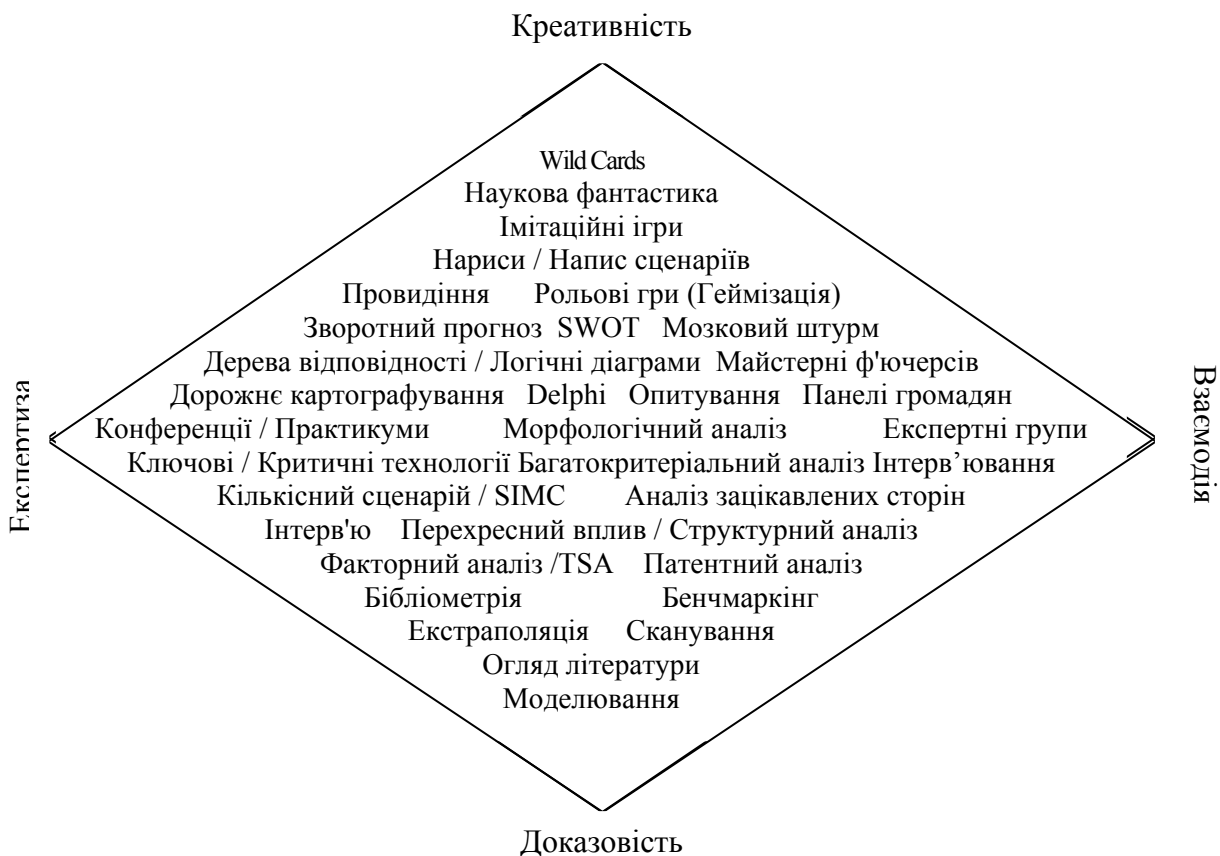 Креативність
Wild Cards
Наукова фантастика
Імітаційні ігри
Нариси / Напис сценаріїв
Провидіння Рольові гри (Геймізація)
Зворотний прогноз SWOT Мозковий штурм
Дерева відповідності / Логічні діаграми Майстерні ф'ючерсів
Дорожнє картографування Delphi Опитування Панелі громадян
Конференції / Практикуми Морфологічний аналіз Експертні групи
Ключові / Критичні технології Багатокритеріальний аналіз Інтерв’ювання
Кількісний сценарій / SIMC Аналіз зацікавлених сторін
Інтерв'ю Перехресний вплив / Структурний аналіз
Факторний аналіз /TSA Патентний аналіз
Бібліометрія Бенчмаркінг
Екстраполяція Сканування
Огляд літератури
Моделювання
Експертиза
Взаємодія
Доказовість